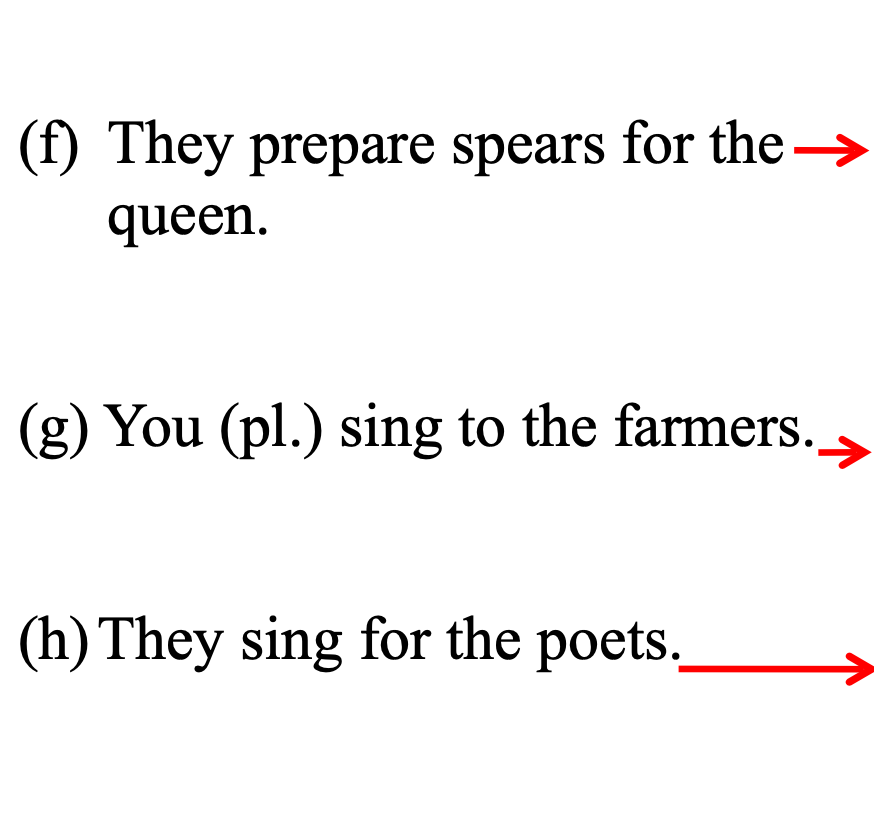 (f) They prepare spears for the
queen.
(g) You (pl.) sing to the farmers.
(h) They sing for the poets.